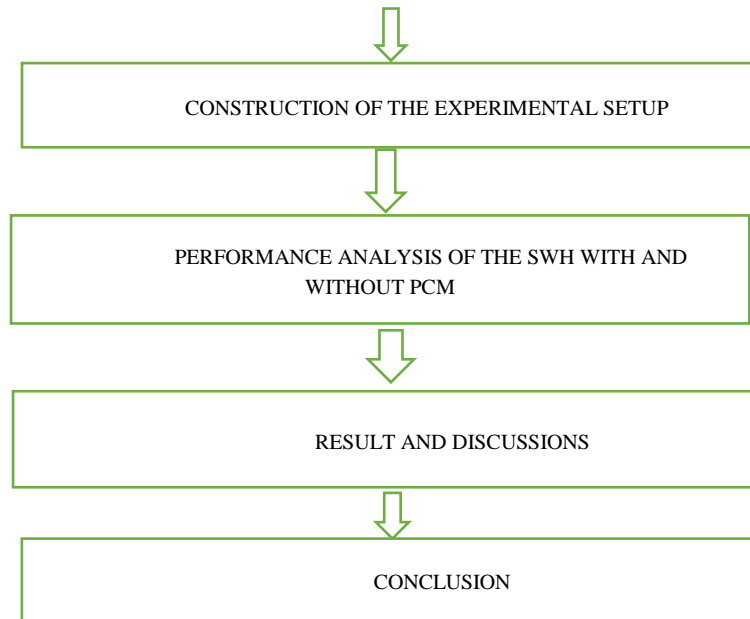 CONSTRUCTION OF THE EXPERIMENTAL SETUP
PERFORMANCE ANALYSIS OF THE SWH WITH AND
WITHOUT PCM
RESULT AND DISCUSSIONS
CONCLUSION